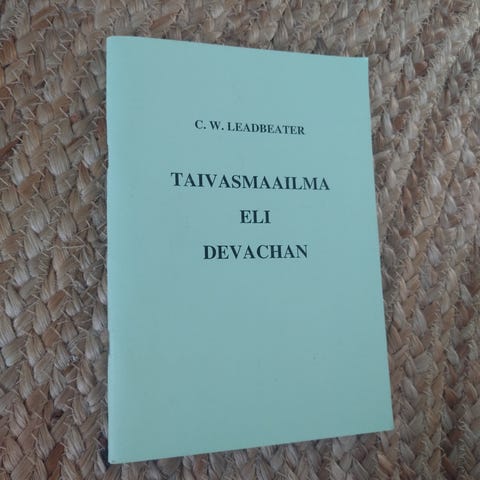 C. W. LEADBEATER
TAIVASMAAILMA
ELI
DEVACHAN